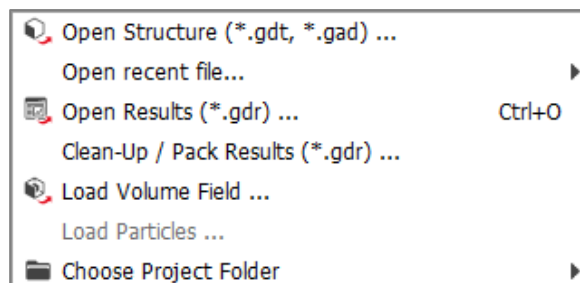 Open Structure (*.gdt, *.gad) ...
Open recent file...
Open Results (*.gdr) ... Ctrl+O
Clean-Up / Pack Results (*.gdr) ...
Load Volume Field ...
Load Particles ...
Choose Project Folder